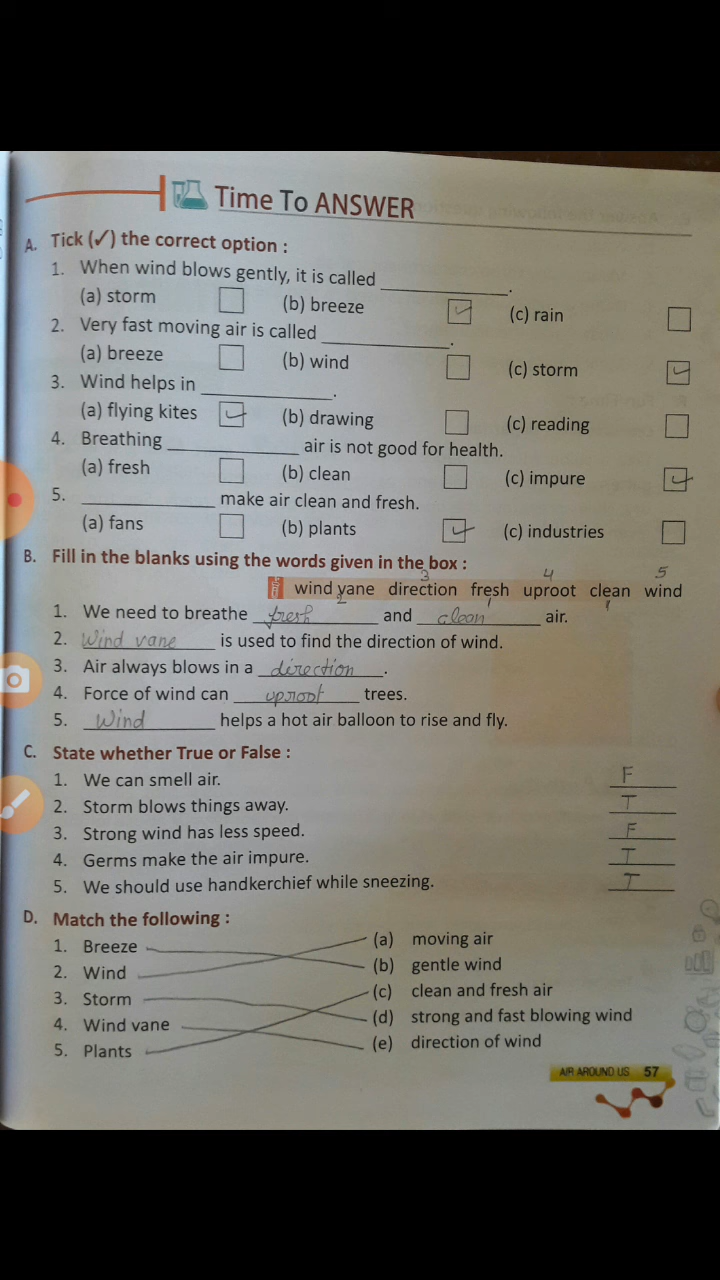 Time To ANSWER
A. Tick (✓) the correct option :
1. When wind blows gently, it is called ____________.
(a) storm (b) breeze ✓ (c) rain
2. Very fast moving air is called ____________.
(a) breeze (b) wind (c) storm ✓
3. Wind helps in ____________.
(a) flying kites ✓ (b) drawing (c) reading
4. Breathing ____________ air is not good for health.
(a) fresh (b) clean (c) impure ✓
5. ____________ make air clean and fresh.
(a) fans (b) plants ✓ (c) industries
B. Fill in the blanks using the words given in the box :
3 4 5
wind vane direction fresh uproot clean wind
2 1 1
1. We need to breathe fresh and clean air.
2. Wind vane is used to find the direction of wind.
3. Air always blows in a direction.
4. Force of wind can uproot trees.
5. Wind helps a hot air balloon to rise and fly.
C. State whether True or False :
1. We can smell air. F
2. Storm blows things away. T
3. Strong wind has less speed. F
4. Germs make the air impure. T
5. We should use handkerchief while sneezing. T
D. Match the following :
1. Breeze (a) moving air
2. Wind (b) gentle wind
3. Storm (c) clean and fresh air
4. Wind vane (d) strong and fast blowing wind
5. Plants (e) direction of wind
AIR AROUND US 57